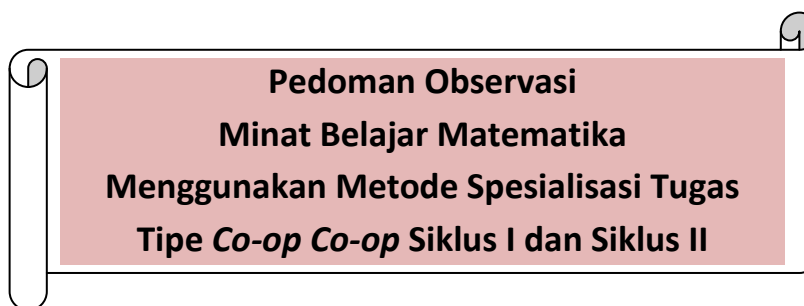 Pedoman Observasi
Minat Belajar Matematika
Menggunakan Metode Spesialisasi Tugas
Tipe Co-op Co-op Siklus I dan Siklus II